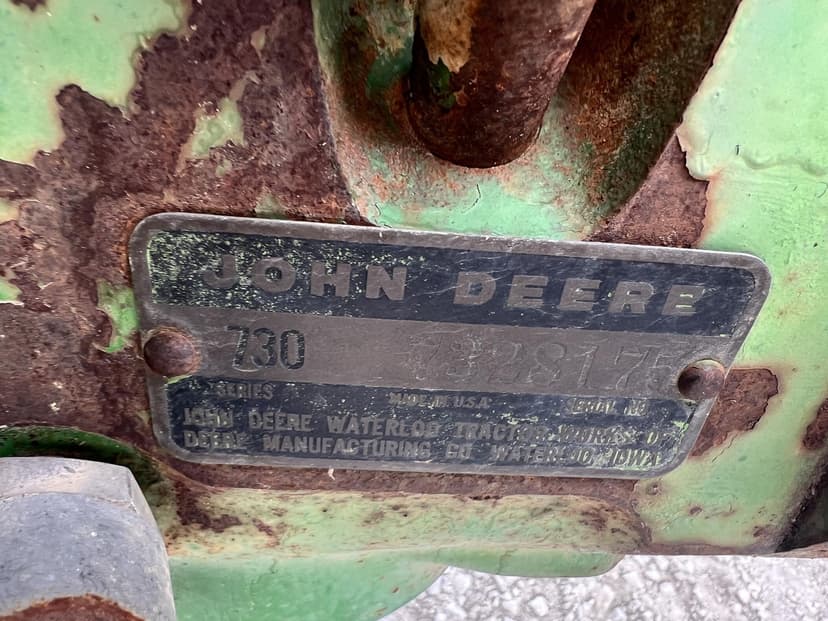 JOHN DEERE
730 7328175
SERIES MADE IN U.S.A. SERIAL NO.
JOHN DEERE WATERLOO TRACTOR WORKS OF
DEERE MANUFACTURING CO. WATERLOO, IOWA